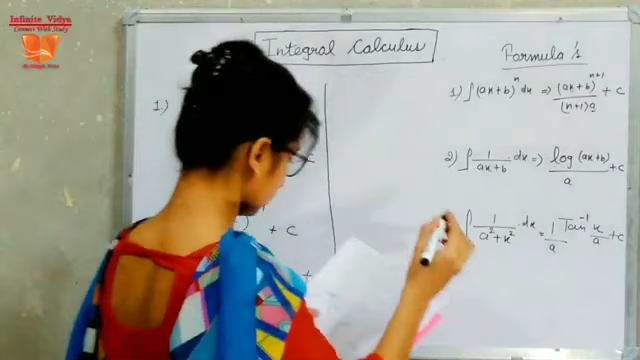 Infinite Vidya
Connect With Study
Integral Calculus
Formula's
1.)
1) ∫(ax+b)^n dx => (ax+b)^(n+1) / (n+1)a + c
2) ∫ 1/(ax+b) dx => log(ax+b) / a + c
∫ 1/(a²+x²) . dx = 1/a Tan⁻¹ x/a + c
+ c